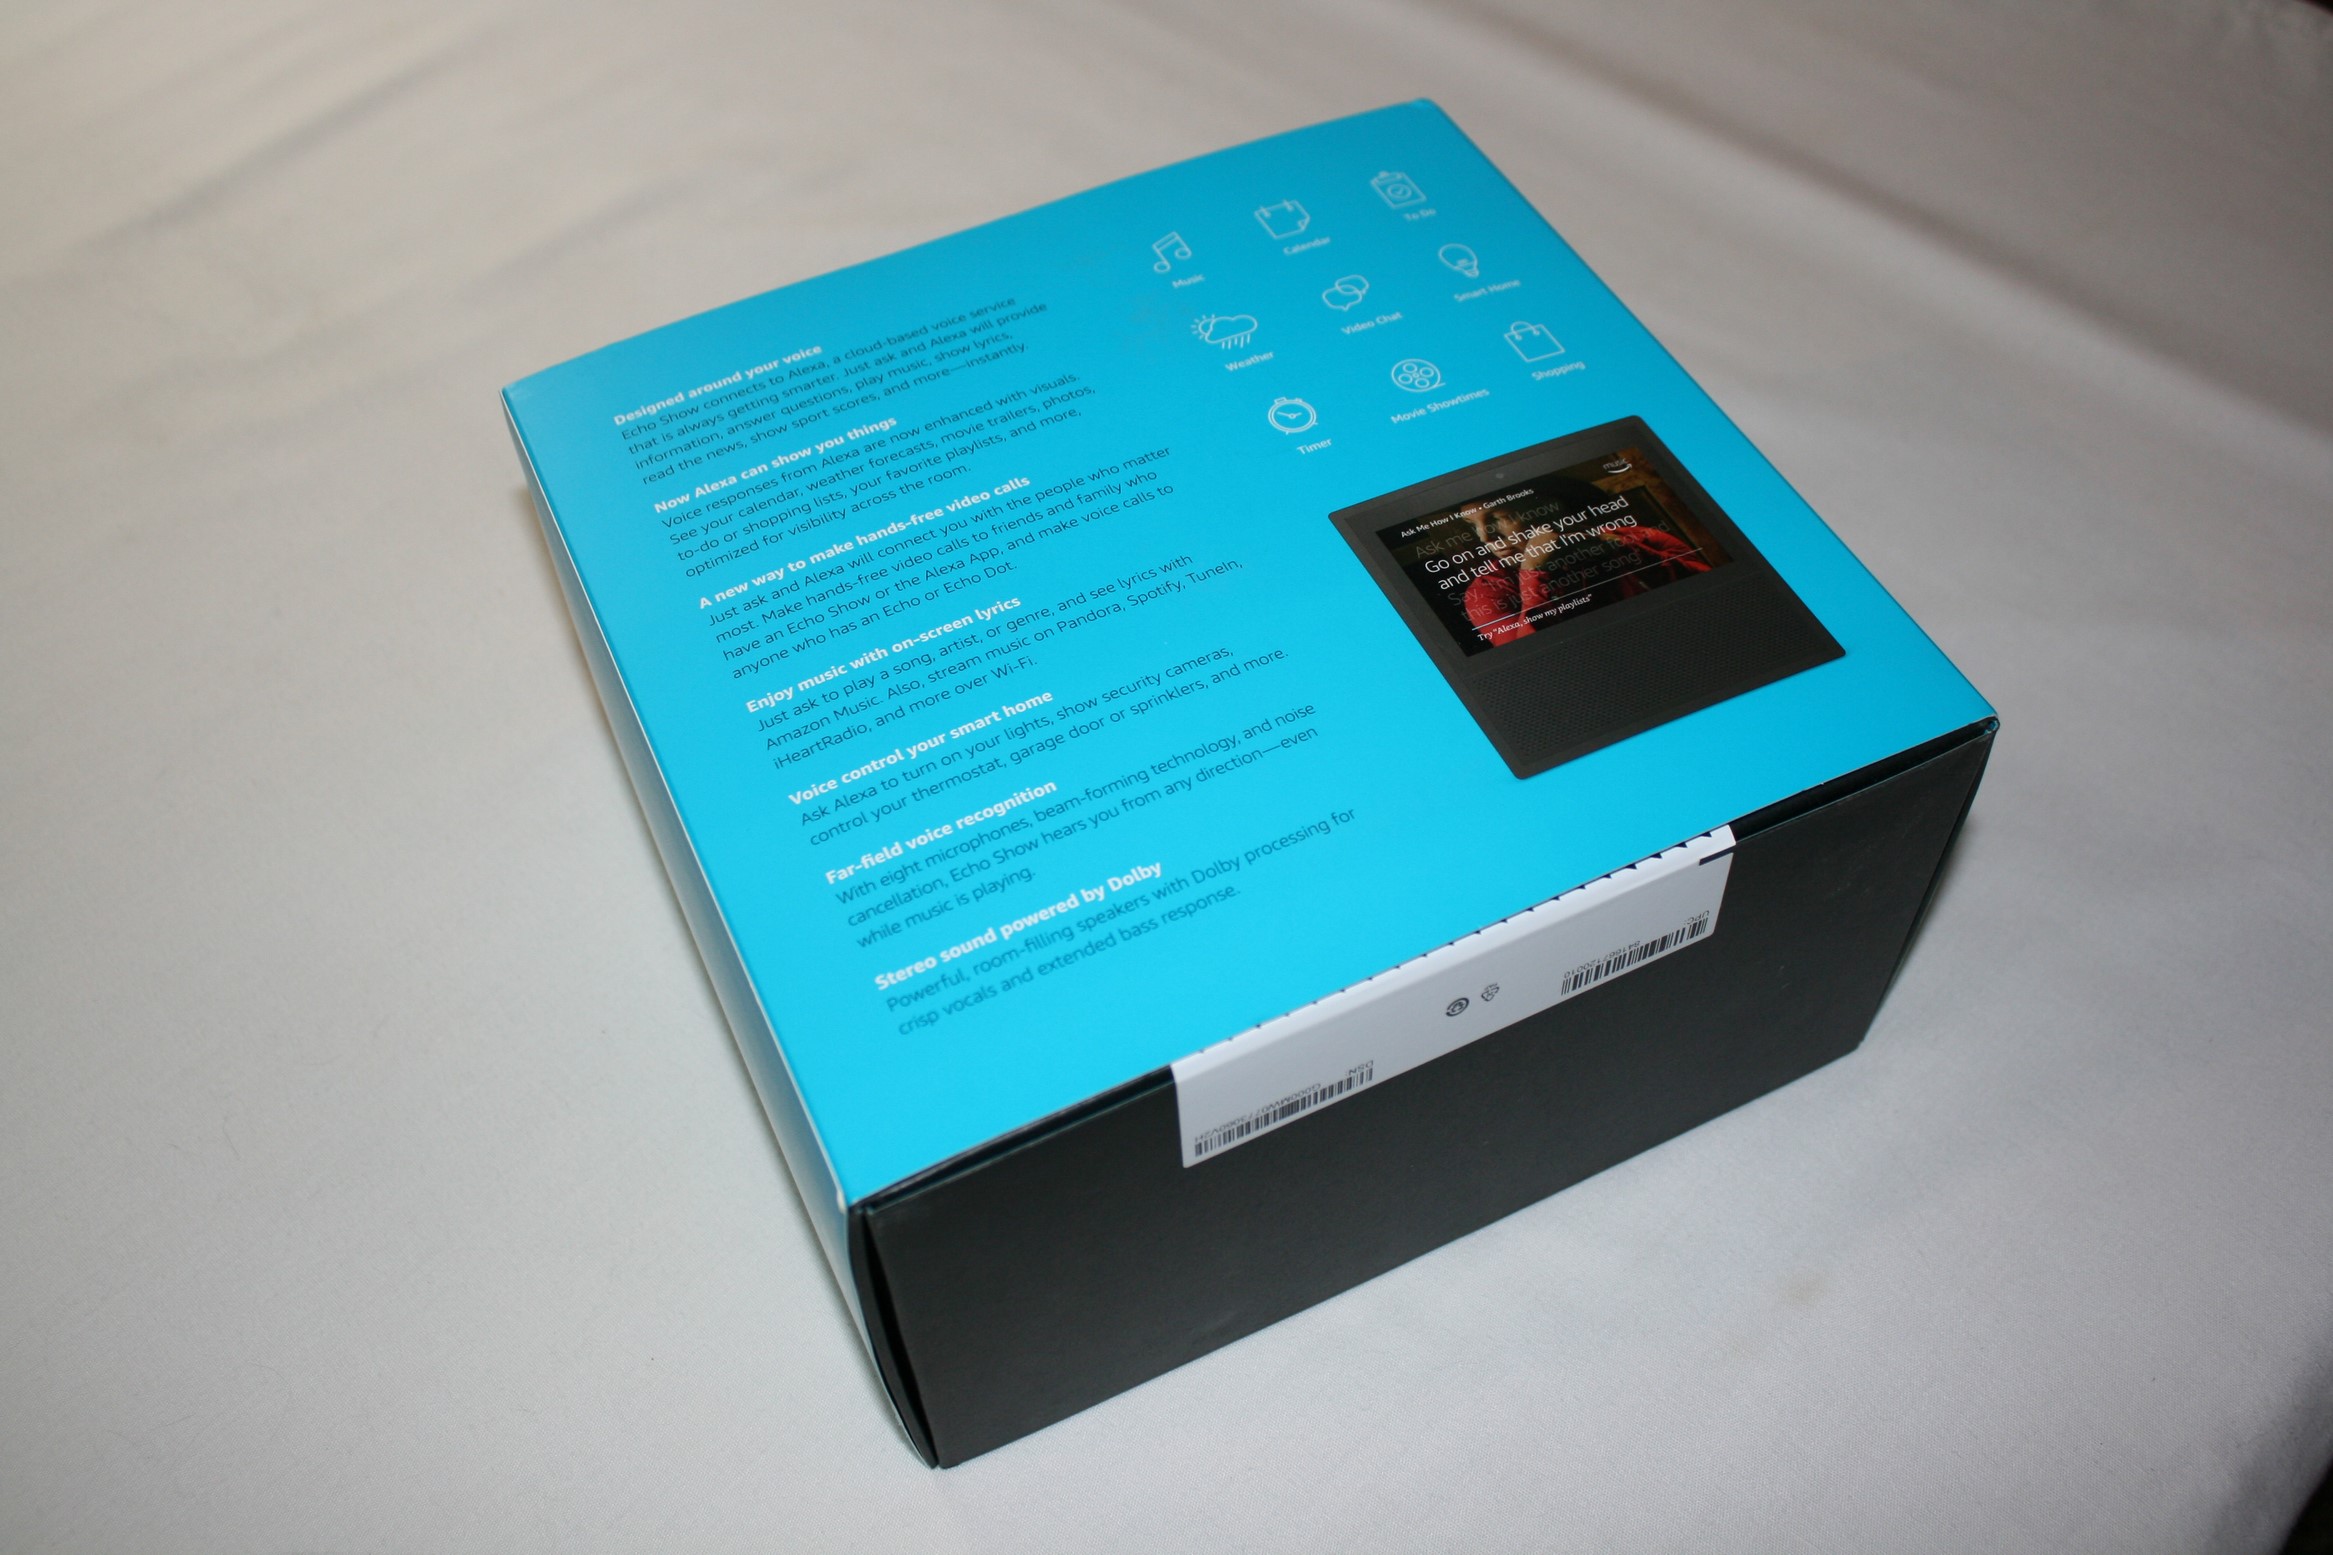 Designed around your voice
Echo Show connects to Alexa, a cloud-based voice service
that is always getting smarter. Just ask and Alexa will provide
information, answer questions, play music, show lyrics,
read the news, show sport scores, and more—instantly.
Now Alexa can show you things
Voice responses from Alexa are now enhanced with visuals.
See your calendar, weather forecasts, movie trailers, photos,
to-do or shopping lists, your favorite playlists, and more,
optimized for visibility across the room.
A new way to make hands-free video calls
Just ask and Alexa will connect you with the people who matter
most. Make hands-free video calls to friends and family who
have an Echo Show or the Alexa App, and make voice calls to
anyone who has an Echo or Echo Dot.
Enjoy music with on-screen lyrics
Just ask to play a song, artist, or genre, and see lyrics with
Amazon Music. Also, stream music on Pandora, Spotify, TuneIn,
iHeartRadio, and more over Wi-Fi.
Voice control your smart home
Ask Alexa to turn on your lights, show security cameras,
control your thermostat, garage door or sprinklers, and more.
Far-field voice recognition
With eight microphones, beam-forming technology, and noise
cancellation, Echo Show hears you from any direction—even
while music is playing.
Stereo sound powered by Dolby
Powerful, room-filling speakers with Dolby processing for
crisp vocals and extended bass response.
Music
Calendar
To Do
Weather
Video Chat
Smart Home
Timer
Movie Showtimes
Shopping
music
Ask Me How I Know • Garth Brooks
Ask me how I know
Go on and shake your head
and tell me that I'm wrong
this is just another song"
Try "Alexa, show my playlists"
UPC:
841667120010
DSN: